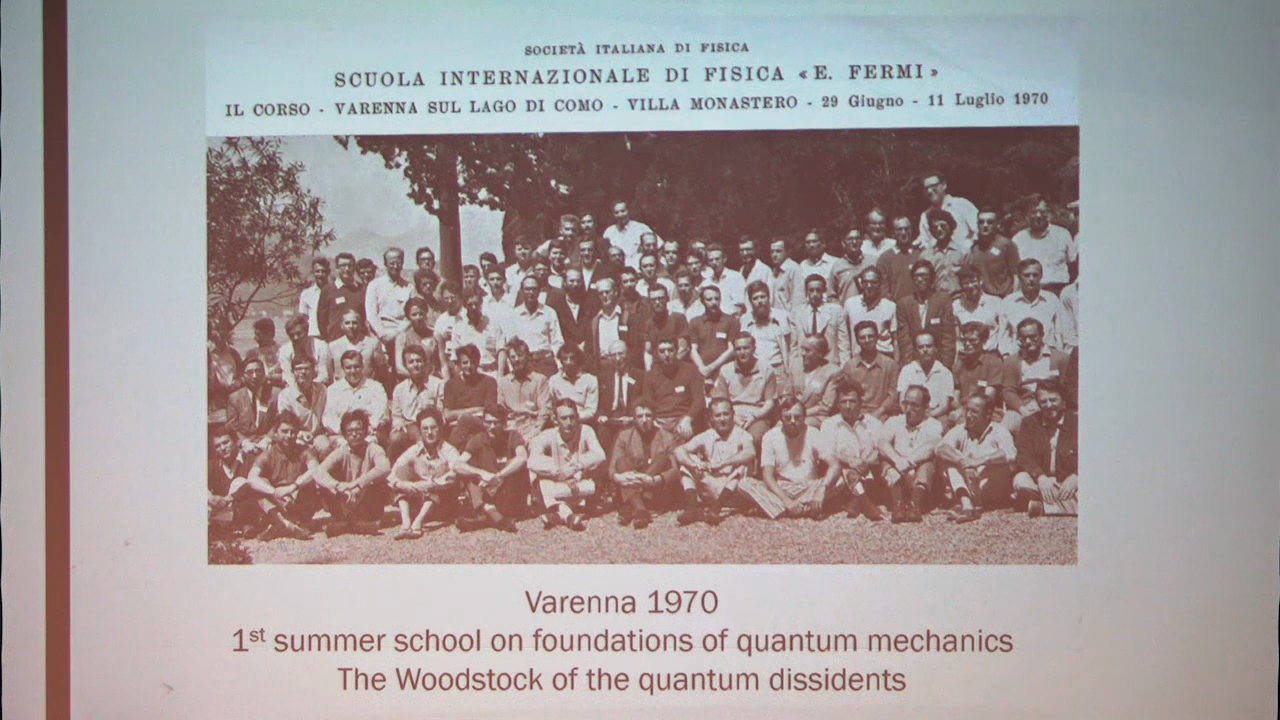 SOCIETÀ ITALIANA DI FISICA
SCUOLA INTERNAZIONALE DI FISICA «E. FERMI»
IL CORSO - VARENNA SUL LAGO DI COMO - VILLA MONASTERO - 29 Giugno - 11 Luglio 1970
Varenna 1970
1st summer school on foundations of quantum mechanics
The Woodstock of the quantum dissidents